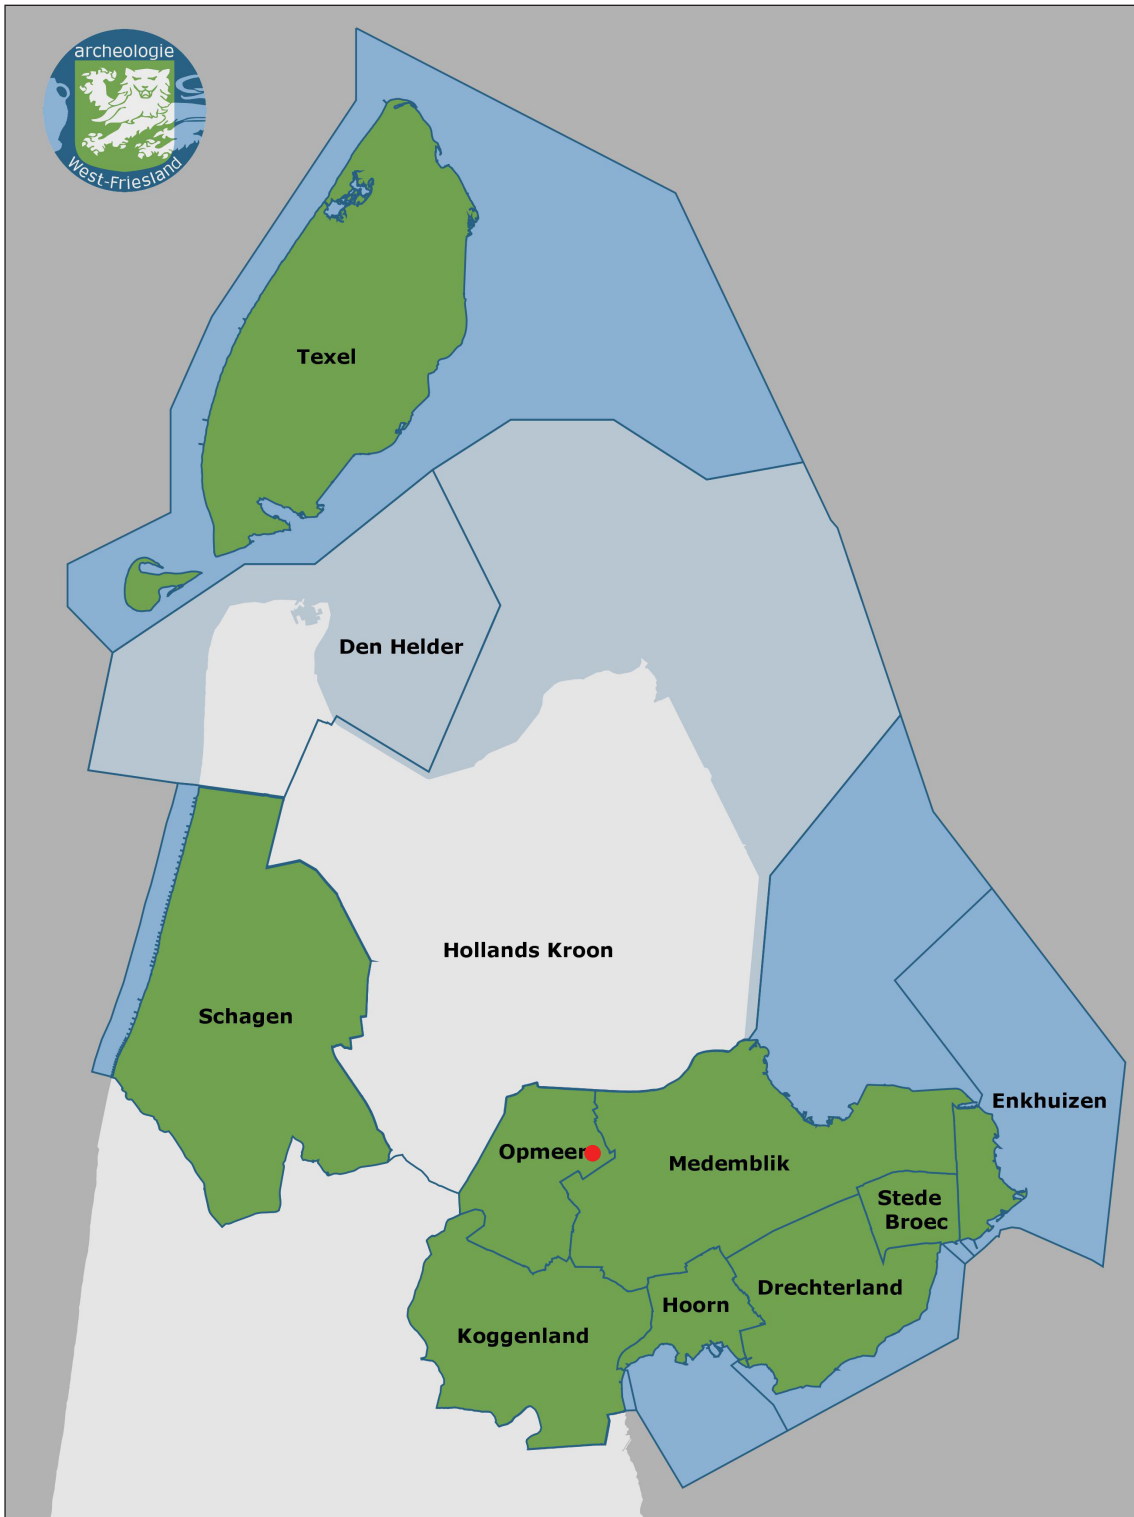 archeologie
West-Friesland
Texel
Den Helder
Hollands Kroon
Schagen
Enkhuizen
Opmeer
Medemblik
Stede
Broec
Drechterland
Hoorn
Koggenland